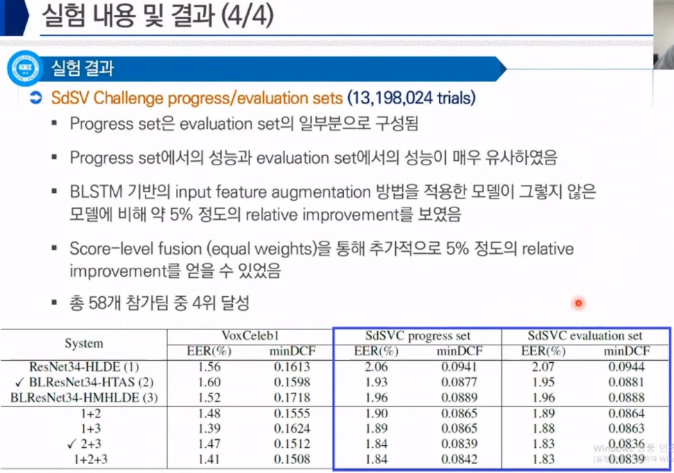 실험 내용 및 결과 (4/4)
실험 결과
SdSV Challenge progress/evaluation sets (13,198,024 trials)
Progress set은 evaluation set의 일부분으로 구성됨
Progress set에서의 성능과 evaluation set에서의 성능이 매우 유사하였음
BLSTM 기반의 input feature augmentation 방법을 적용한 모델이 그렇지 않은
모델에 비해 약 5% 정도의 relative improvement를 보였음
Score-level fusion (equal weights)을 통해 추가적으로 5% 정도의 relative
improvement를 얻을 수 있었음
총 58개 참가팀 중 4위 달성
System VoxCeleb1 SdSVC progress set SdSVC evaluation set
EER(%) minDCF EER(%) minDCF EER(%) minDCF
ResNet34-HLDE (1) 1.56 0.1613 2.06 0.0941 2.07 0.0944
✓ BLResNet34-HTAS (2) 1.60 0.1598 1.93 0.0877 1.95 0.0881
BLResNet34-HMHLDE (3) 1.52 0.1718 1.96 0.0889 1.96 0.0888
1+2 1.48 0.1555 1.90 0.0865 1.89 0.0864
1+3 1.39 0.1624 1.89 0.0865 1.88 0.0863
✓ 2+3 1.47 0.1512 1.84 0.0839 1.83 0.0836
1+2+3 1.41 0.1508 1.84 0.0842 1.83 0.0839
Windows 정품 인